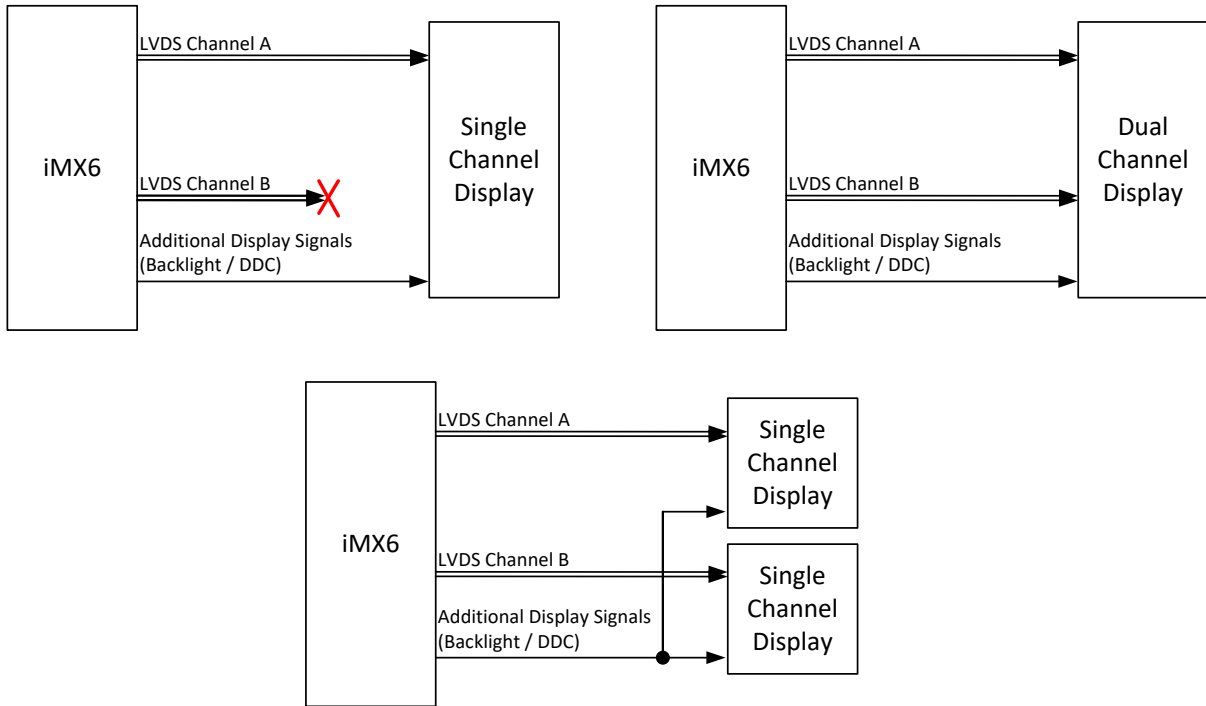 LVDS Channel A
iMX6
LVDS Channel B
Additional Display Signals
(Backlight / DDC)
Single
Channel
Display
LVDS Channel A
iMX6
LVDS Channel B
Additional Display Signals
(Backlight / DDC)
Dual
Channel
Display
LVDS Channel A
iMX6
LVDS Channel B
Additional Display Signals
(Backlight / DDC)
Single
Channel
Display
Single
Channel
Display